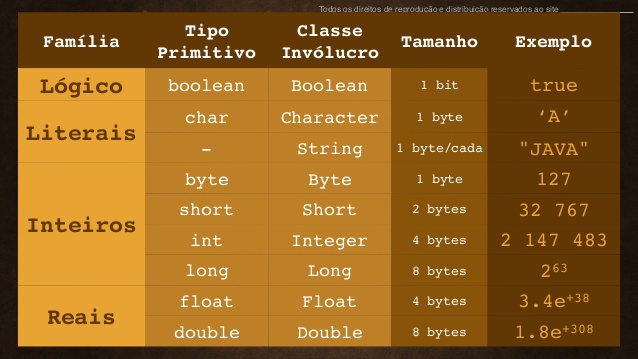 Todos os direitos de reprodução e distribuição reservados ao site
Família Tipo Primitivo Classe Invólucro Tamanho Exemplo
Lógico boolean Boolean 1 bit true
Literais char Character 1 byte ‘A’
- String 1 byte/cada "JAVA"
Inteiros byte Byte 1 byte 127
short Short 2 bytes 32 767
int Integer 4 bytes 2 147 483
long Long 8 bytes 2⁶³
Reais float Float 4 bytes 3.4e⁺³⁸
double Double 8 bytes 1.8e⁺³⁰⁸